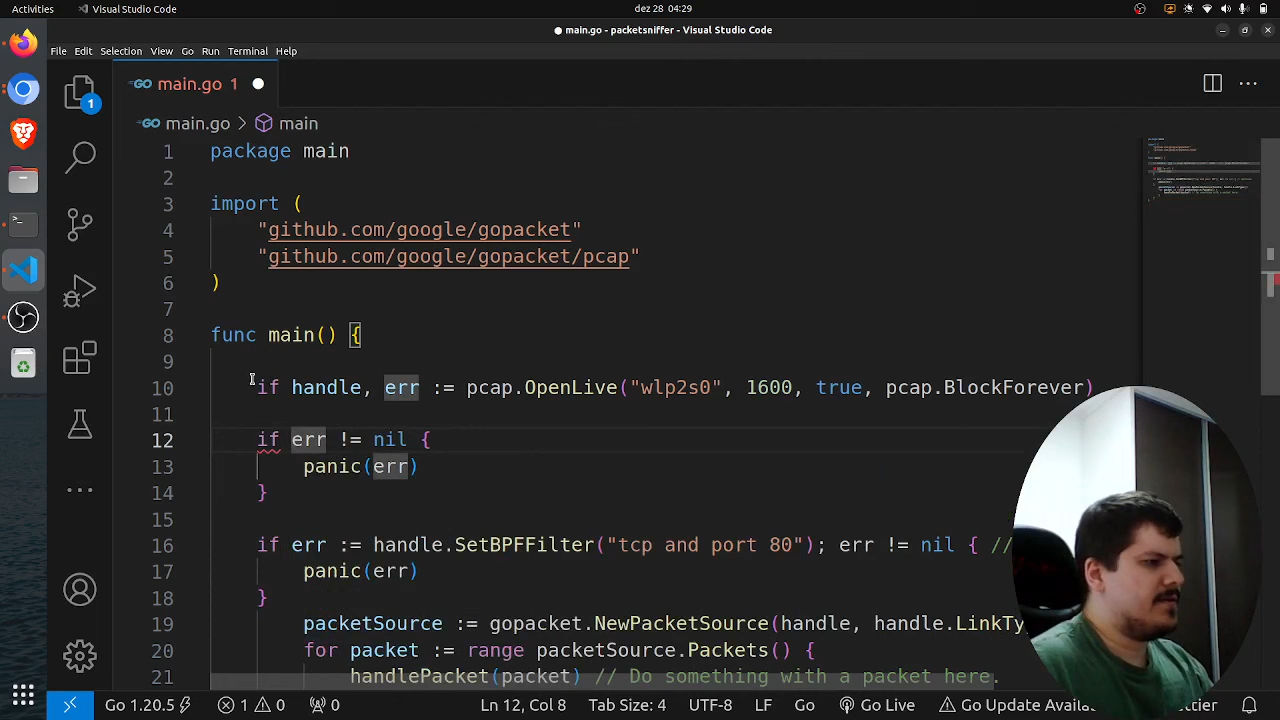 Activities
Visual Studio Code
dez 28 04:29
main.go - packetsniffer - Visual Studio Code
File Edit Selection View Go Run Terminal Help
main.go 1
main.go > main
1 package main
2
3 import (
4 "github.com/google/gopacket"
5 "github.com/google/gopacket/pcap"
6 )
7
8 func main() {
9
10 if handle, err := pcap.OpenLive("wlp2s0", 1600, true, pcap.BlockForever)
11
12 if err != nil {
13 panic(err)
14 }
15
16 if err := handle.SetBPFFilter("tcp and port 80"); err != nil { //
17 panic(err)
18 }
19 packetSource := gopacket.NewPacketSource(handle, handle.LinkTy
20 for packet := range packetSource.Packets() {
21 handlePacket(packet) // Do something with a packet here.
1
Go 1.20.5 1 0 0 Ln 12, Col 8 Tab Size: 4 UTF-8 LF Go Go Live Go Update Availa